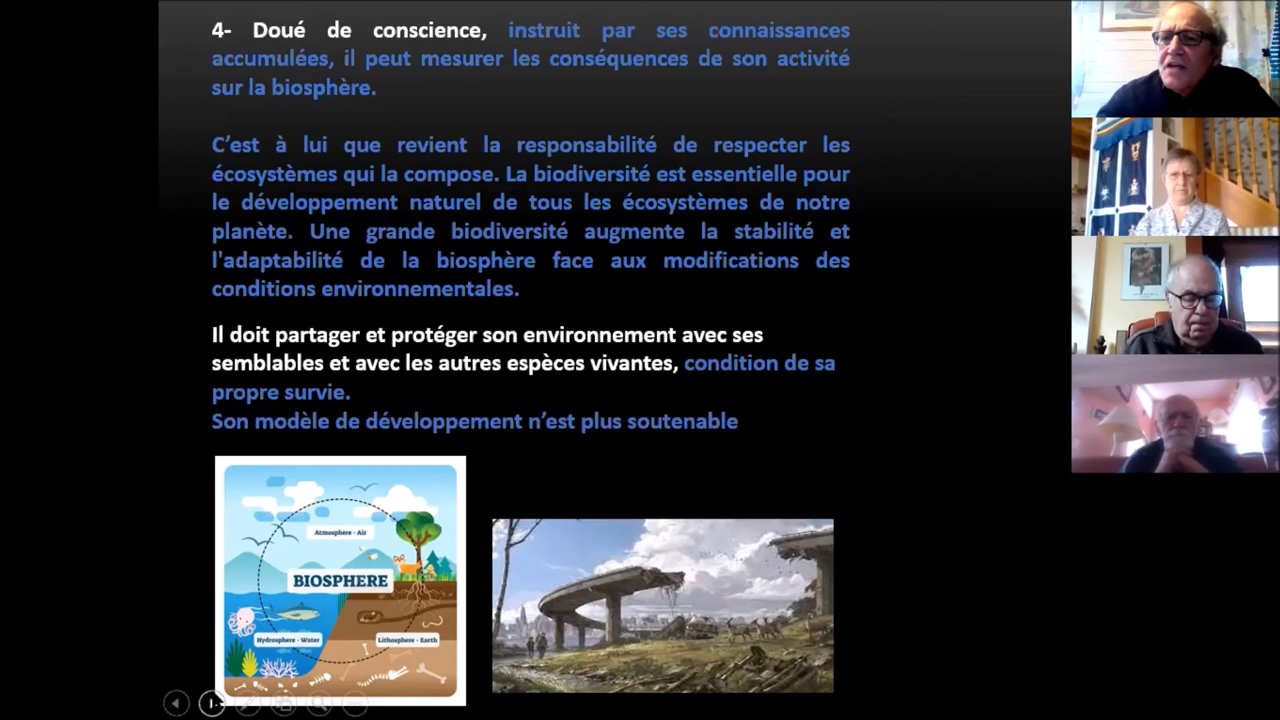 4- Doué de conscience, instruit par ses connaissances
accumulées, il peut mesurer les conséquences de son activité
sur la biosphère.
C’est à lui que revient la responsabilité de respecter les
écosystèmes qui la compose. La biodiversité est essentielle pour
le développement naturel de tous les écosystèmes de notre
planète. Une grande biodiversité augmente la stabilité et
l'adaptabilité de la biosphère face aux modifications des
conditions environnementales.
Il doit partager et protéger son environnement avec ses
semblables et avec les autres espèces vivantes, condition de sa
propre survie.
Son modèle de développement n’est plus soutenable
Atmosphere - Air
BIOSPHERE
Hydrosphere - Water
Lithosphere - Earth